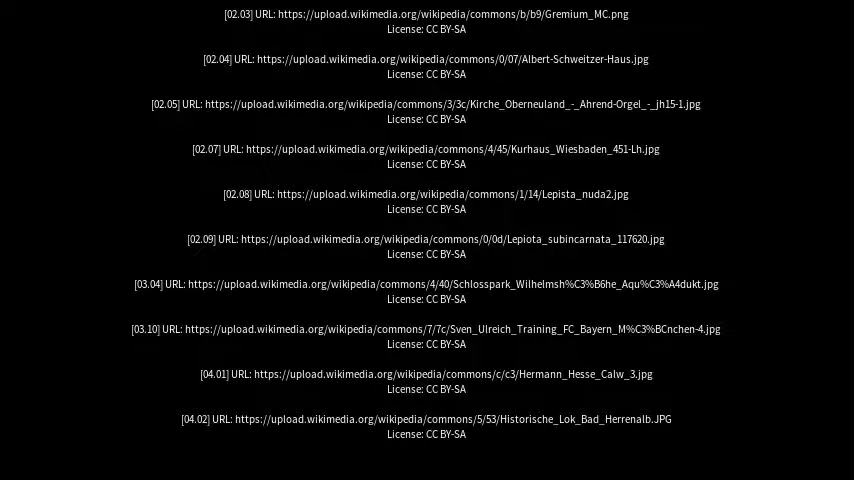 [02.03] URL: https://upload.wikimedia.org/wikipedia/commons/b/b9/Gremium_MC.png
License: CC BY-SA
[02.04] URL: https://upload.wikimedia.org/wikipedia/commons/0/07/Albert-Schweitzer-Haus.jpg
License: CC BY-SA
[02.05] URL: https://upload.wikimedia.org/wikipedia/commons/3/3c/Kirche_Oberneuland_-_Ahrend-Orgel_-_jh15-1.jpg
License: CC BY-SA
[02.07] URL: https://upload.wikimedia.org/wikipedia/commons/4/45/Kurhaus_Wiesbaden_451-Lh.jpg
License: CC BY-SA
[02.08] URL: https://upload.wikimedia.org/wikipedia/commons/1/14/Lepista_nuda2.jpg
License: CC BY-SA
[02.09] URL: https://upload.wikimedia.org/wikipedia/commons/0/0d/Lepiota_subincarnata_117620.jpg
License: CC BY-SA
[03.04] URL: https://upload.wikimedia.org/wikipedia/commons/4/40/Schlosspark_Wilhelmsh%C3%B6he_Aqu%C3%A4dukt.jpg
License: CC BY-SA
[03.10] URL: https://upload.wikimedia.org/wikipedia/commons/7/7c/Sven_Ulreich_Training_FC_Bayern_M%C3%BCnchen-4.jpg
License: CC BY-SA
[04.01] URL: https://upload.wikimedia.org/wikipedia/commons/c/c3/Hermann_Hesse_Calw_3.jpg
License: CC BY-SA
[04.02] URL: https://upload.wikimedia.org/wikipedia/commons/5/53/Historische_Lok_Bad_Herrenalb.JPG
License: CC BY-SA